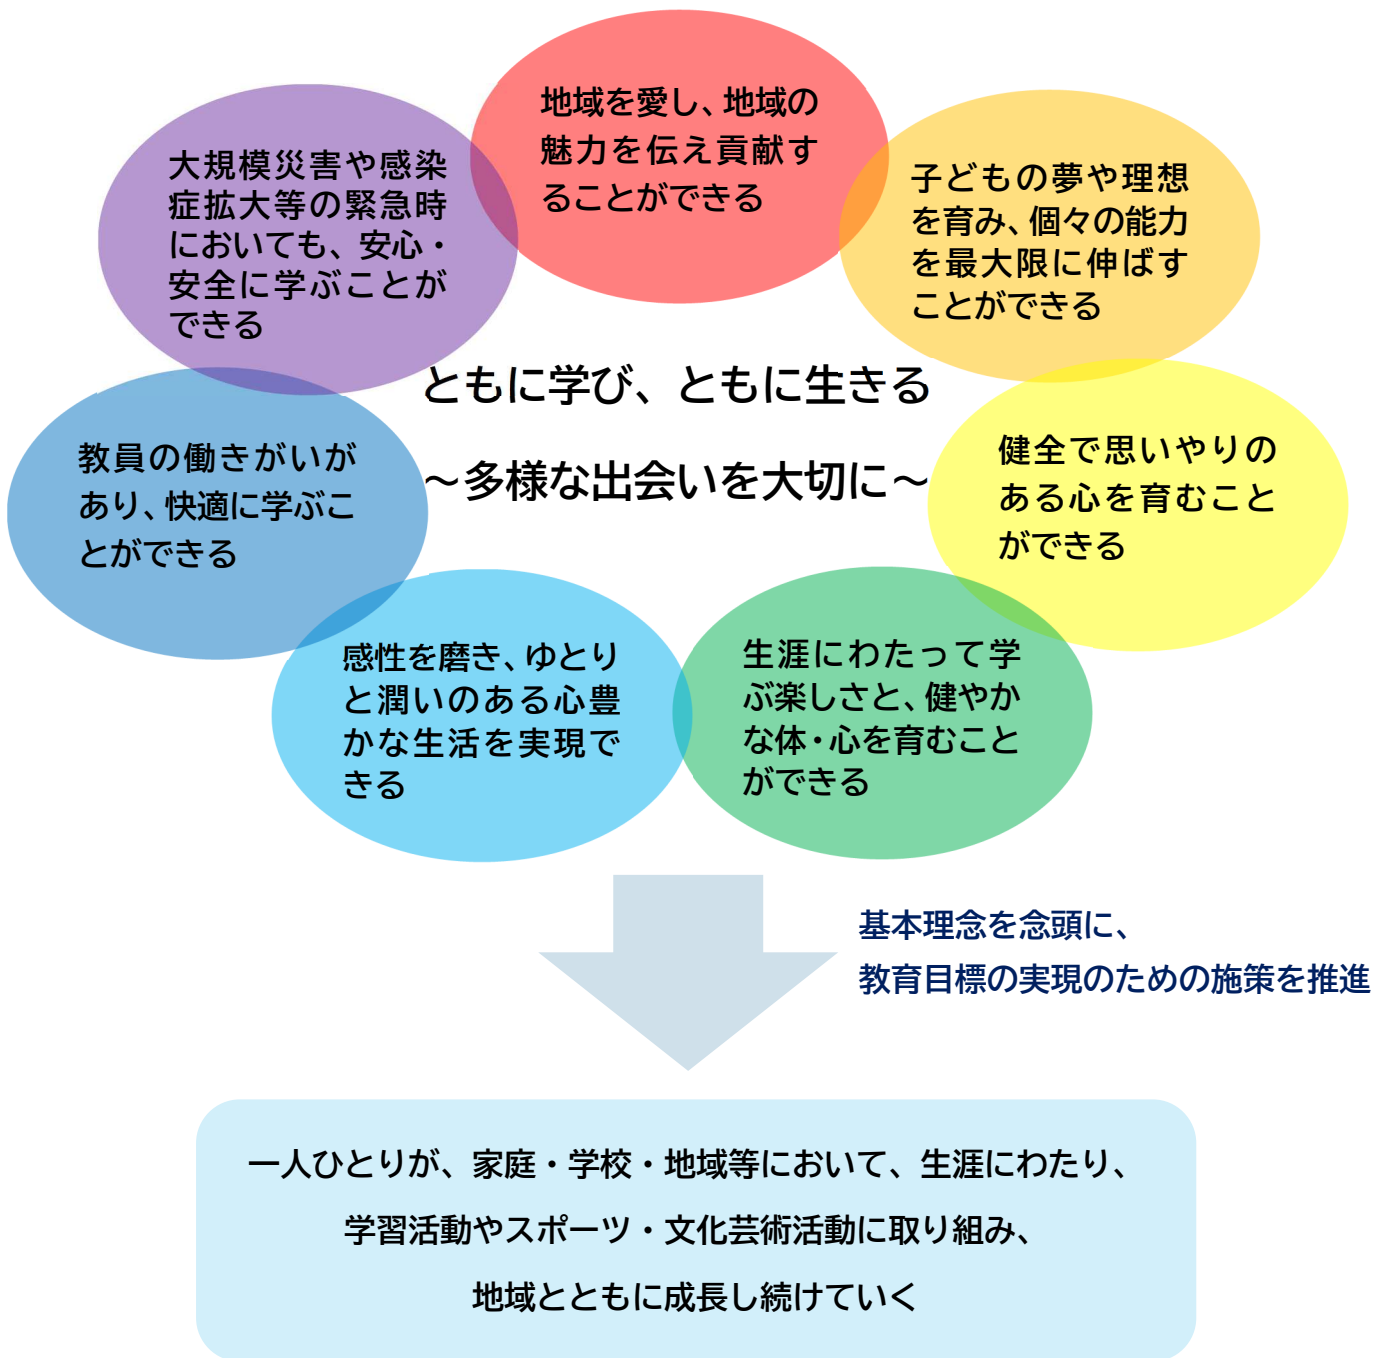 地域を愛し、地域の
魅力を伝え貢献す
ることができる
子どもの夢や理想
を育み、個々の能力
を最大限に伸ばす
ことができる
健全で思いやりの
ある心を育むこと
ができる
生涯にわたって学
ぶ楽しさと、健やか
な体・心を育むこと
ができる
感性を磨き、ゆとり
と潤いのある心豊
かな生活を実現で
きる
教員の働きがいが
あり、快適に学ぶこ
とができる
大規模災害や感染
症拡大等の緊急時
においても、安心・
安全に学ぶことが
できる
ともに学び、ともに生きる
～多様な出会いを大切に～
基本理念を念頭に、
教育目標の実現のための施策を推進
一人ひとりが、家庭・学校・地域等において、生涯にわたり、
学習活動やスポーツ・文化芸術活動に取り組み、
地域とともに成長し続けていく